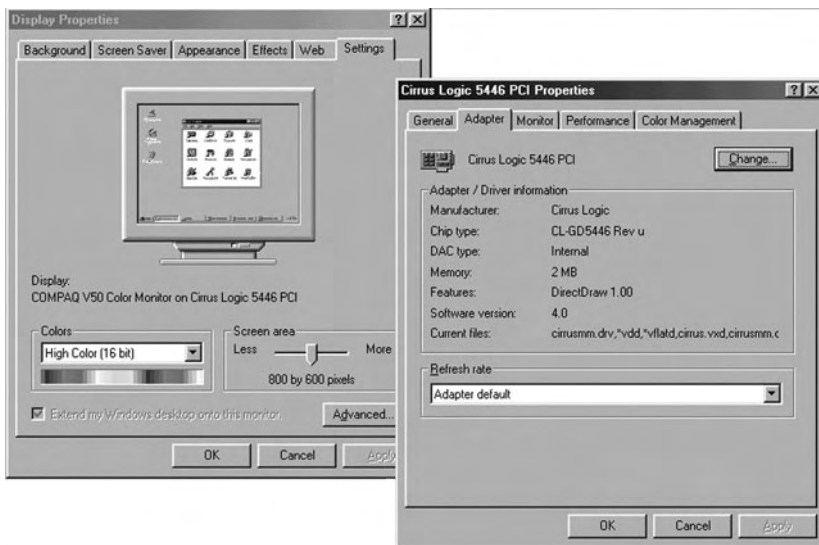 Display Properties
Background Screen Saver Appearance Effects Web Settings
Display:
COMPAQ V50 Color Monitor on Cirrus Logic 5446 PCI
Colors
High Color (16 bit)
Screen area
Less More
800 by 600 pixels
Extend my Windows desktop onto this monitor.
Advanced...
OK Cancel Apply
Cirrus Logic 5446 PCI Properties
General Adapter Monitor Performance Color Management
Cirrus Logic 5446 PCI
Change...
Adapter / Driver information
Manufacturer: Cirrus Logic
Chip type: CL-GD5446 Rev u
DAC type: Internal
Memory: 2 MB
Features: DirectDraw 1.00
Software version: 4.0
Current files: cirrusmm.drv,*vdd,*vflatd,cirrus.vxd,cirrusmm.c
Refresh rate
Adapter default
OK Cancel Apply